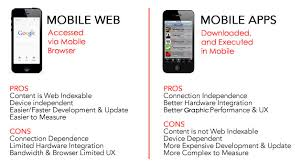 MOBILE WEB
Accessed
via Mobile
Browser
PROS
Content is Web Indexable
Device independent
Easier/Faster Development & Update
Easier to Measure
CONS
Connection Dependence
Limited Hardware Integration
Bandwidth & Browser Limited UX
MOBILE APPS
Downloaded,
and Executed
in Mobile
PROS
Connection Independence
Better Hardware Integration
Better Graphic Performance & UX
CONS
Content is not Web Indexable
Device Dependent
More Expensive Development & Update
More Complex to Measure